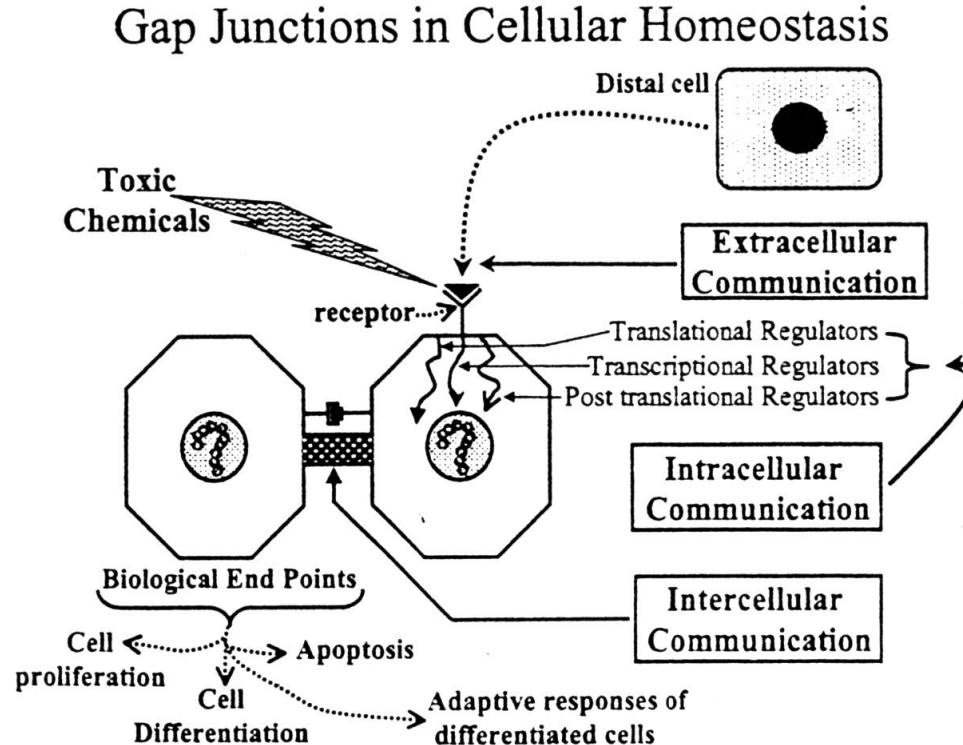 Gap Junctions in Cellular Homeostasis
Distal cell
Toxic
Chemicals
Extracellular
Communication
receptor
Translational Regulators
Transcriptional Regulators
Post translational Regulators
Intracellular
Communication
Biological End Points
Intercellular
Communication
Cell
proliferation
Apoptosis
Cell
Differentiation
Adaptive responses of
differentiated cells